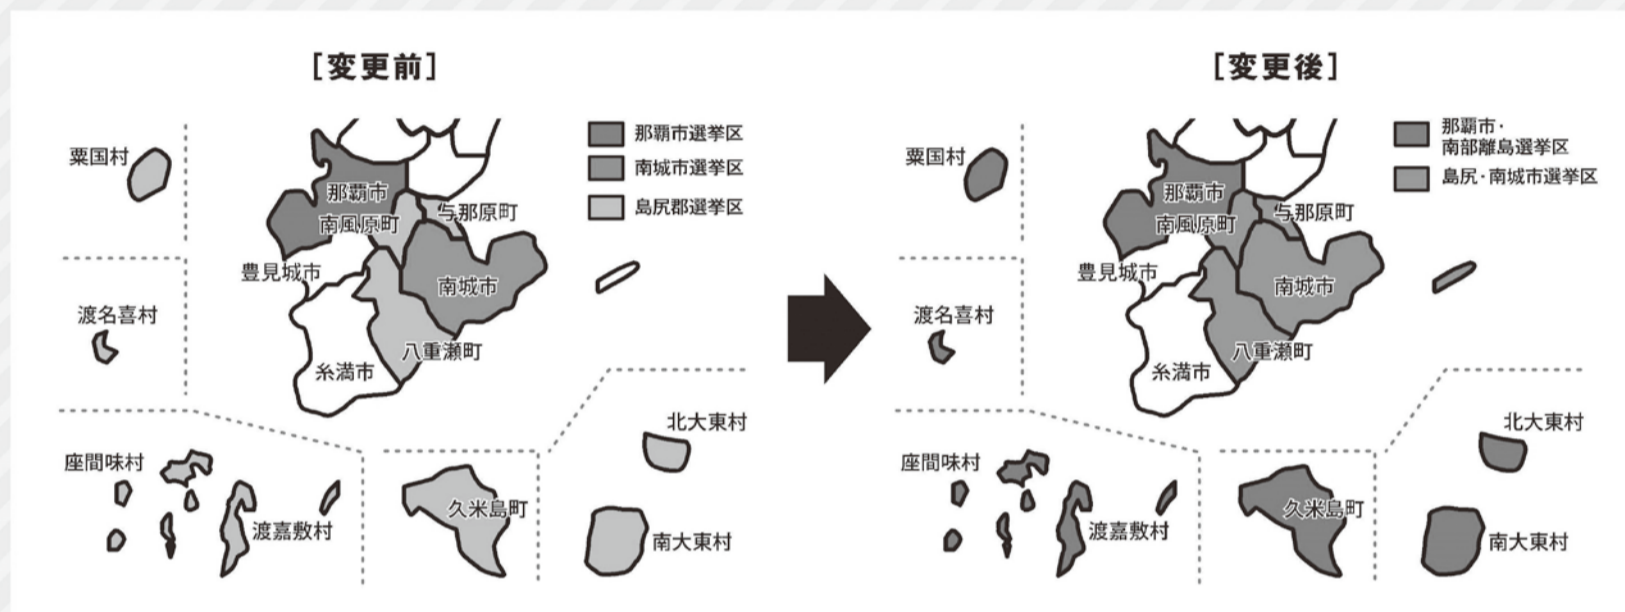 [変更前]
那覇市選挙区
南城市選挙区
島尻郡選挙区
粟国村
那覇市
南風原町
与那原町
豊見城市
南城市
渡名喜村
八重瀬町
糸満市
北大東村
座間味村
久米島町
渡嘉敷村
南大東村
[変更後]
那覇市・
南部離島選挙区
島尻・南城市選挙区
粟国村
那覇市
南風原町
与那原町
豊見城市
南城市
渡名喜村
八重瀬町
糸満市
北大東村
座間味村
久米島町
渡嘉敷村
南大東村